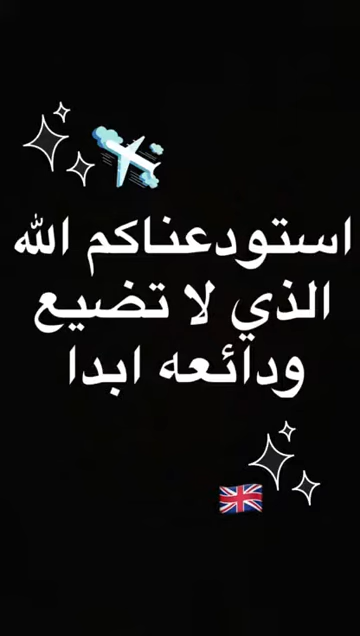 استودعناكم الله
الذي لا تضيع
ودائعه ابدا